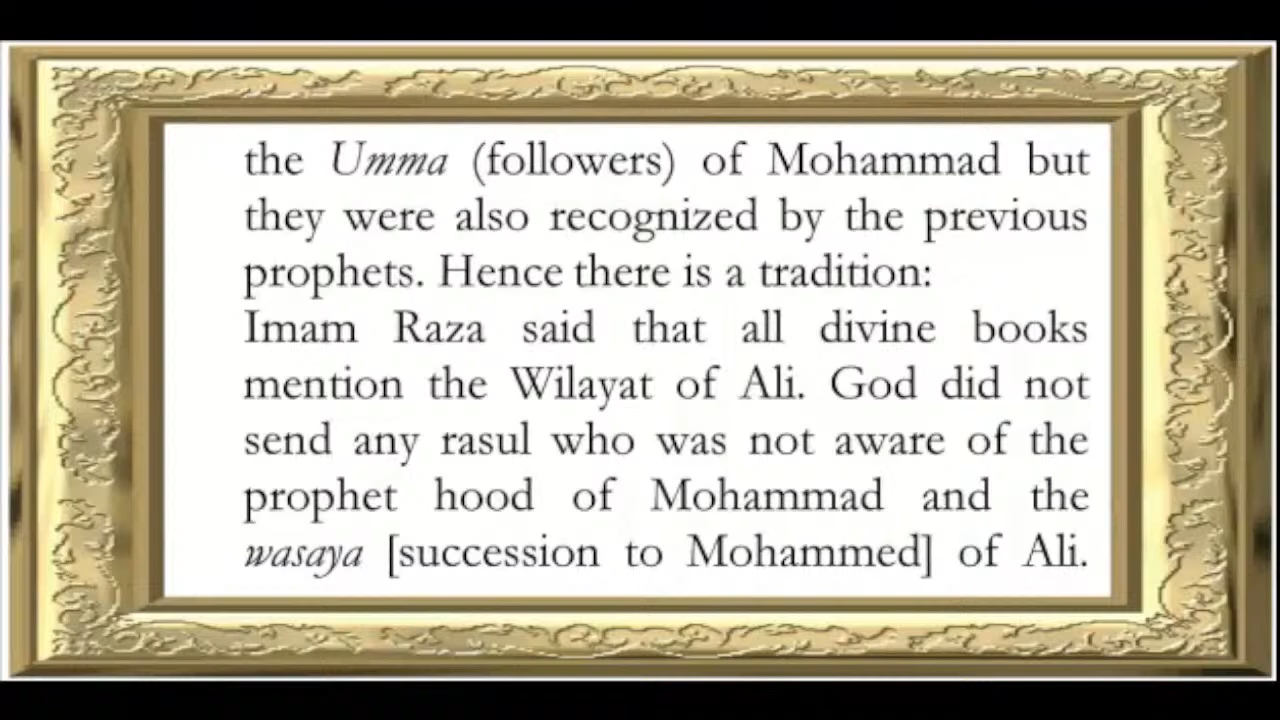 the Umma (followers) of Mohammad but
they were also recognized by the previous
prophets. Hence there is a tradition:
Imam Raza said that all divine books
mention the Wilayat of Ali. God did not
send any rasul who was not aware of the
prophet hood of Mohammad and the
wasaya [succession to Mohammed] of Ali.